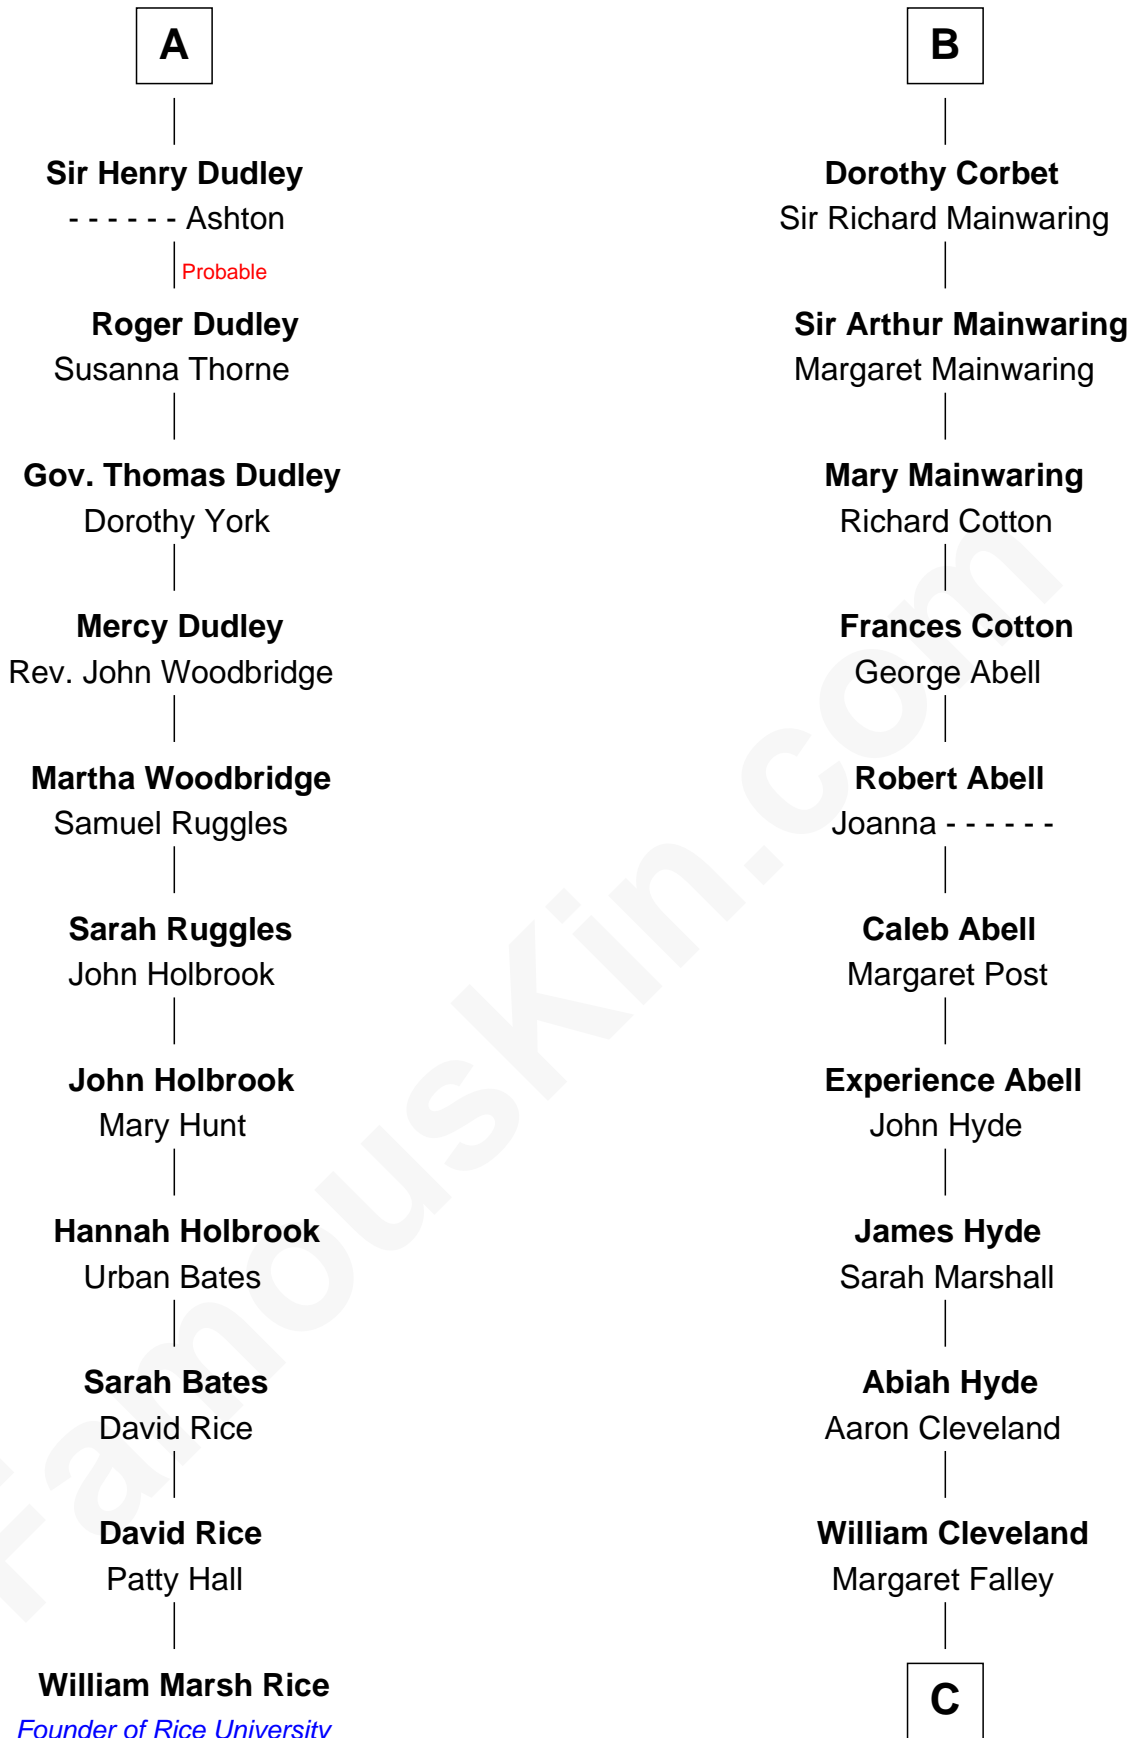 A
Sir Henry Dudley
- - - - - - Ashton
Probable
Roger Dudley
Susanna Thorne
Gov. Thomas Dudley
Dorothy York
Mercy Dudley
Rev. John Woodbridge
Martha Woodbridge
Samuel Ruggles
Sarah Ruggles
John Holbrook
John Holbrook
Mary Hunt
Hannah Holbrook
Urban Bates
Sarah Bates
David Rice
David Rice
Patty Hall
William Marsh Rice
Founder of Rice University
B
Dorothy Corbet
Sir Richard Mainwaring
Sir Arthur Mainwaring
Margaret Mainwaring
Mary Mainwaring
Richard Cotton
Frances Cotton
George Abell
Robert Abell
Joanna - - - - - -
Caleb Abell
Margaret Post
Experience Abell
John Hyde
James Hyde
Sarah Marshall
Abiah Hyde
Aaron Cleveland
William Cleveland
Margaret Falley
C
FamousKin.com